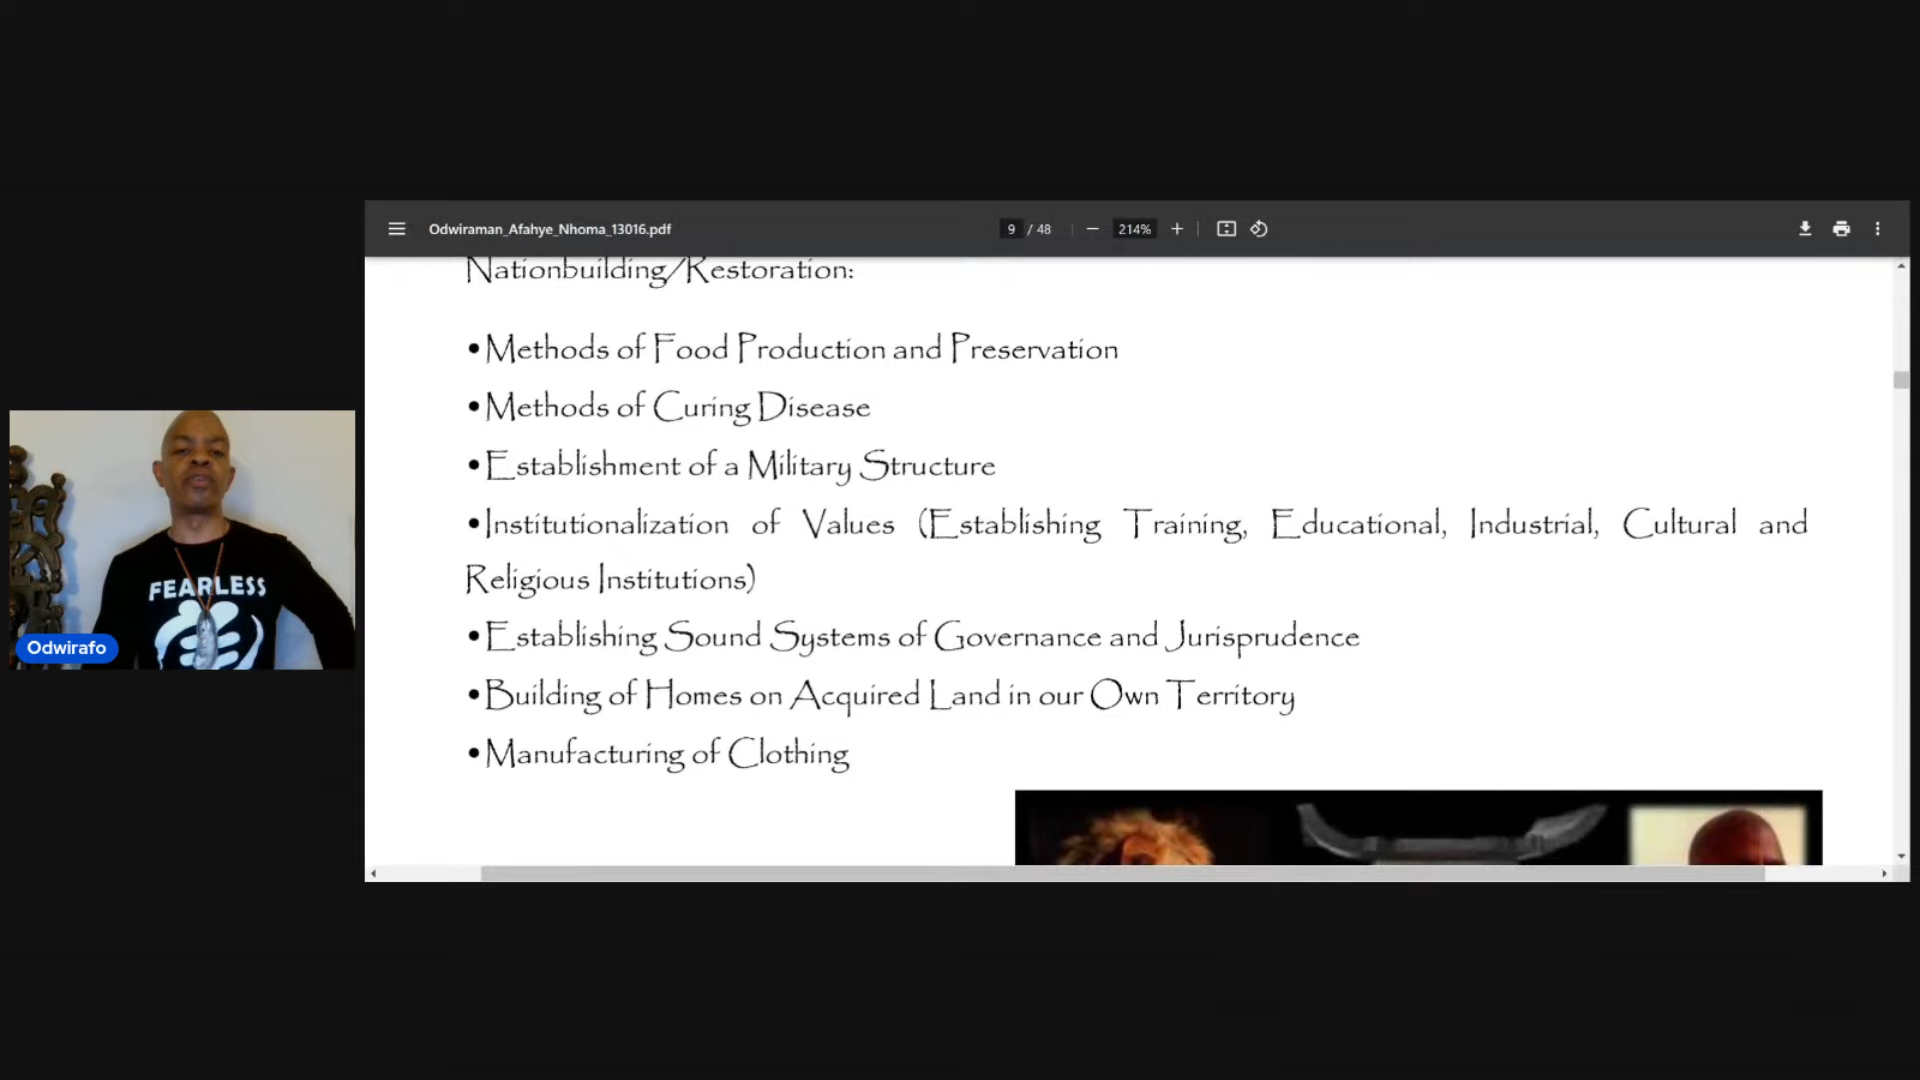 Odwiraman_Afahye_Nhoma_13016.pdf
9 / 48
214%
Nationbuilding/Restoration:
•Methods of Food Production and Preservation
•Methods of Curing Disease
•Establishment of a Military Structure
•Institutionalization of Values (Establishing Training, Educational, Industrial, Cultural and
Religious Institutions)
•Establishing Sound Systems of Governance and Jurisprudence
•Building of Homes on Acquired Land in our Own Territory
•Manufacturing of Clothing
FEARLESS
Odwirafo